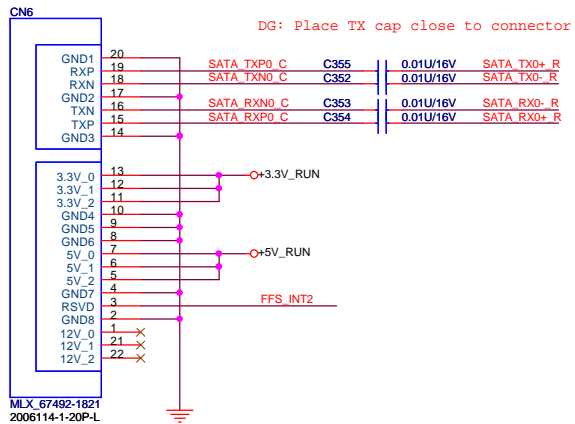 CN6
DG: Place TX cap close to connector
GND1 20
RXP 19 SATA_TXP0_C C355 0.01U/16V SATA_TX0+_R
RXN 18 SATA_TXN0_C C352 0.01U/16V SATA_TX0-_R
GND2 17
TXN 16 SATA_RXN0_C C353 0.01U/16V SATA_RX0-_R
TXP 15 SATA_RXP0_C C354 0.01U/16V SATA_RX0+_R
GND3 14
3.3V_0 13 +3.3V_RUN
3.3V_1 12
3.3V_2 11
GND4 10
GND5 9
GND6 8
5V_0 7 +5V_RUN
5V_1 6
5V_2 5
GND7 4
RSVD 3 FFS_INT2
GND8 2
12V_0 1
12V_1 21
12V_2 22
MLX_67492-1821
2006114-1-20P-L